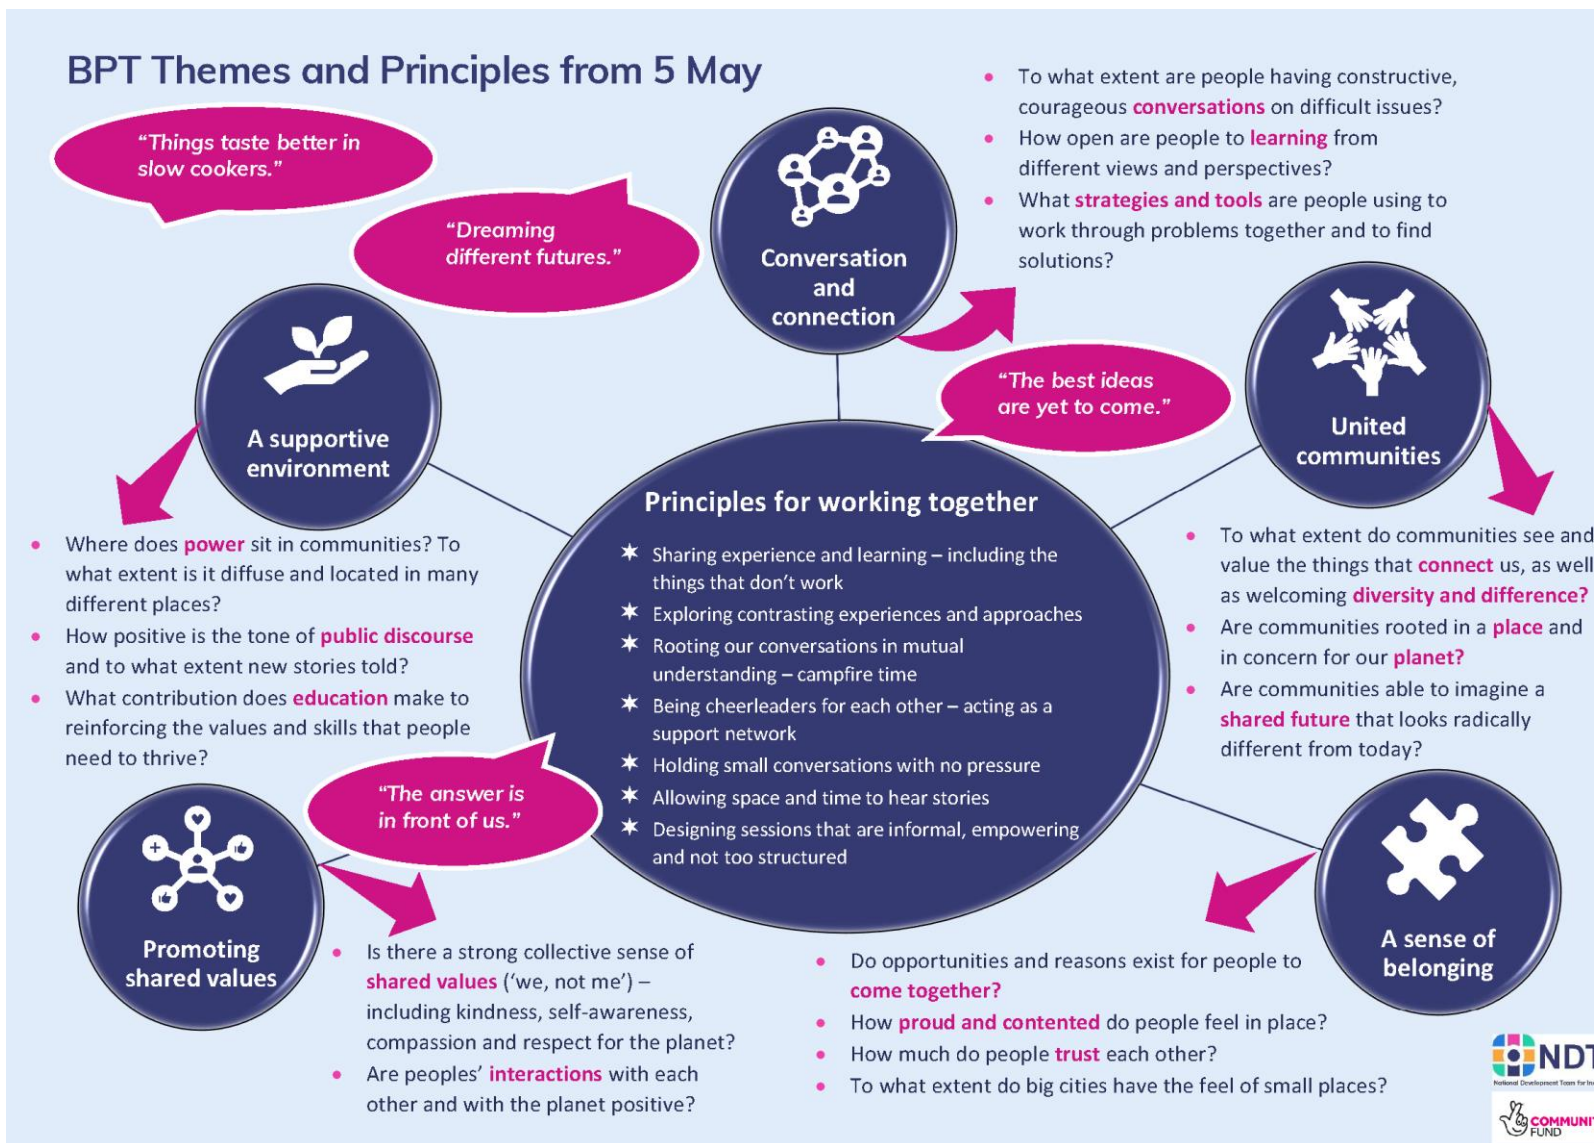 BPT Themes and Principles from 5 May
“Things taste better in
slow cookers.”
“Dreaming
different futures.”
Conversation
and
connection
• To what extent are people having constructive,
courageous conversations on difficult issues?
• How open are people to learning from
different views and perspectives?
• What strategies and tools are people using to
work through problems together and to find
solutions?
“The best ideas
are yet to come.”
United
communities
• To what extent do communities see and
value the things that connect us, as well
as welcoming diversity and difference?
• Are communities rooted in a place and
in concern for our planet?
• Are communities able to imagine a
shared future that looks radically
different from today?
A supportive
environment
• Where does power sit in communities? To
what extent is it diffuse and located in many
different places?
• How positive is the tone of public discourse
and to what extent new stories told?
• What contribution does education make to
reinforcing the values and skills that people
need to thrive?
Principles for working together
✶ Sharing experience and learning – including the
things that don’t work
✶ Exploring contrasting experiences and approaches
✶ Rooting our conversations in mutual
understanding – campfire time
✶ Being cheerleaders for each other – acting as a
support network
✶ Holding small conversations with no pressure
✶ Allowing space and time to hear stories
✶ Designing sessions that are informal, empowering
and not too structured
“The answer is
in front of us.”
Promoting
shared values
• Is there a strong collective sense of
shared values (‘we, not me’) –
including kindness, self-awareness,
compassion and respect for the planet?
• Are peoples’ interactions with each
other and with the planet positive?
A sense of
belonging
• Do opportunities and reasons exist for people to
come together?
• How proud and contented do people feel in place?
• How much do people trust each other?
• To what extent do big cities have the feel of small places?
NDT
National Development Team for
COMMUNIT
FUND